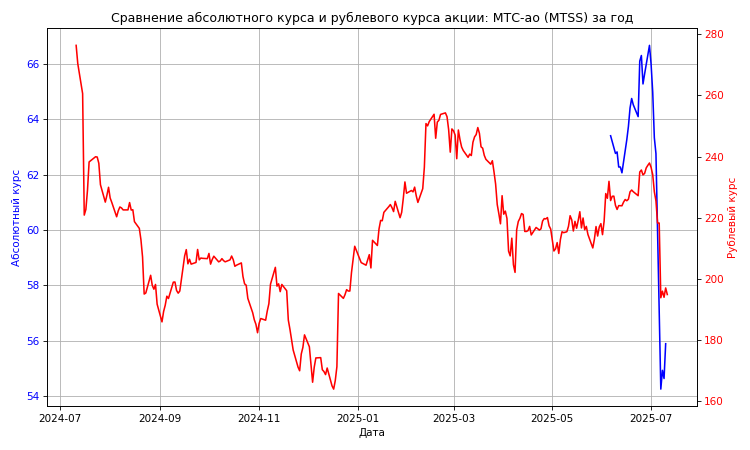 Сравнение абсолютного курса и рублевого курса акции: МТС-ао (MTSS) за год
Абсолютный курс
66
64
62
60
58
56
54
280
260
240
220
200
180
160
Рублевый курс
2024-07 2024-09 2024-11 2025-01 2025-03 2025-05 2025-07
Дата